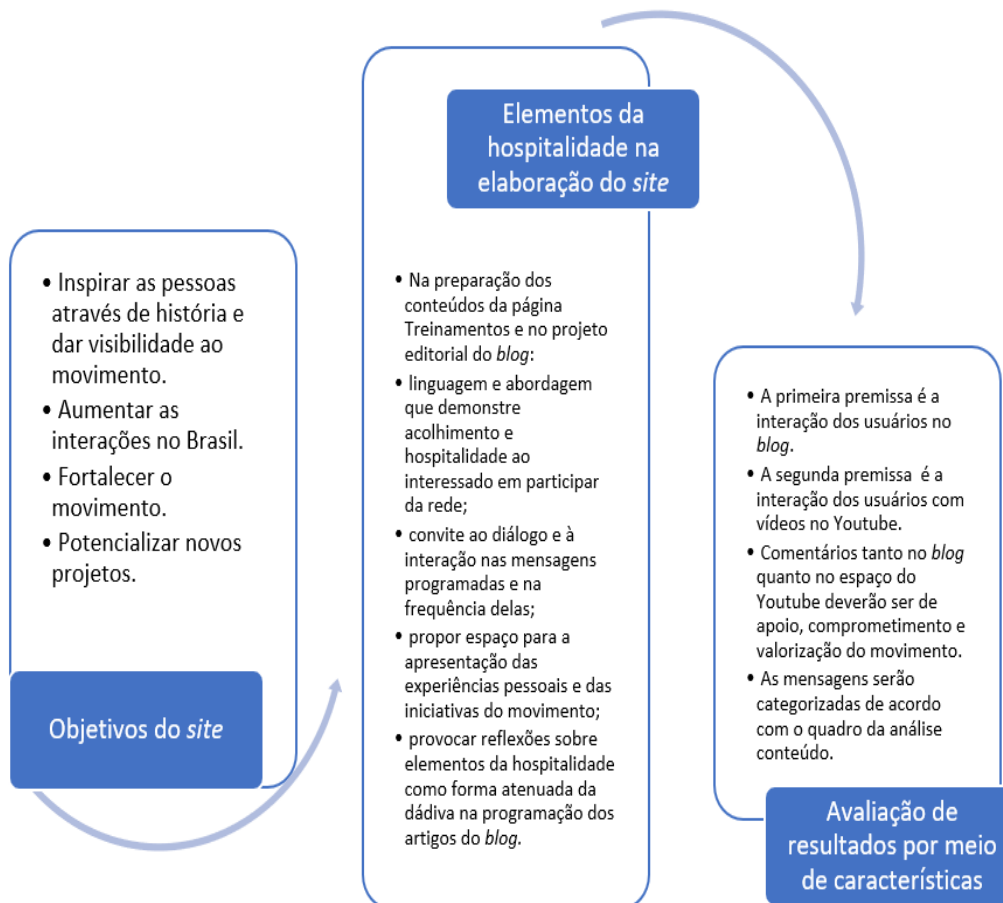 • Inspirar as pessoas
através de história e
dar visibilidade ao
movimento.
• Aumentar as
interações no Brasil.
• Fortalecer o
movimento.
• Potencializar novos
projetos.
Objetivos do site
Elementos da
hospitalidade na
elaboração do site
• Na preparação dos
conteúdos da página
Treinamentos e no projeto
editorial do blog:
• linguagem e abordagem
que demonstre
acolhimento e
hospitalidade ao
interessado em participar
da rede;
• convite ao diálogo e à
interação nas mensagens
programadas e na
frequência delas;
• propor espaço para a
apresentação das
experiências pessoais e das
iniciativas do movimento;
• provocar reflexões sobre
elementos da hospitalidade
como forma atenuada da
dádiva na programação dos
artigos do blog.
• A primeira premissa é a
interação dos usuários no
blog.
• A segunda premissa é a
interação dos usuários com
vídeos no Youtube.
• Comentários tanto no blog
quanto no espaço do
Youtube deverão ser de
apoio, comprometimento e
valorização do movimento.
• As mensagens serão
categorizadas de acordo
com o quadro da análise
conteúdo.
Avaliação de
resultados por meio
de características